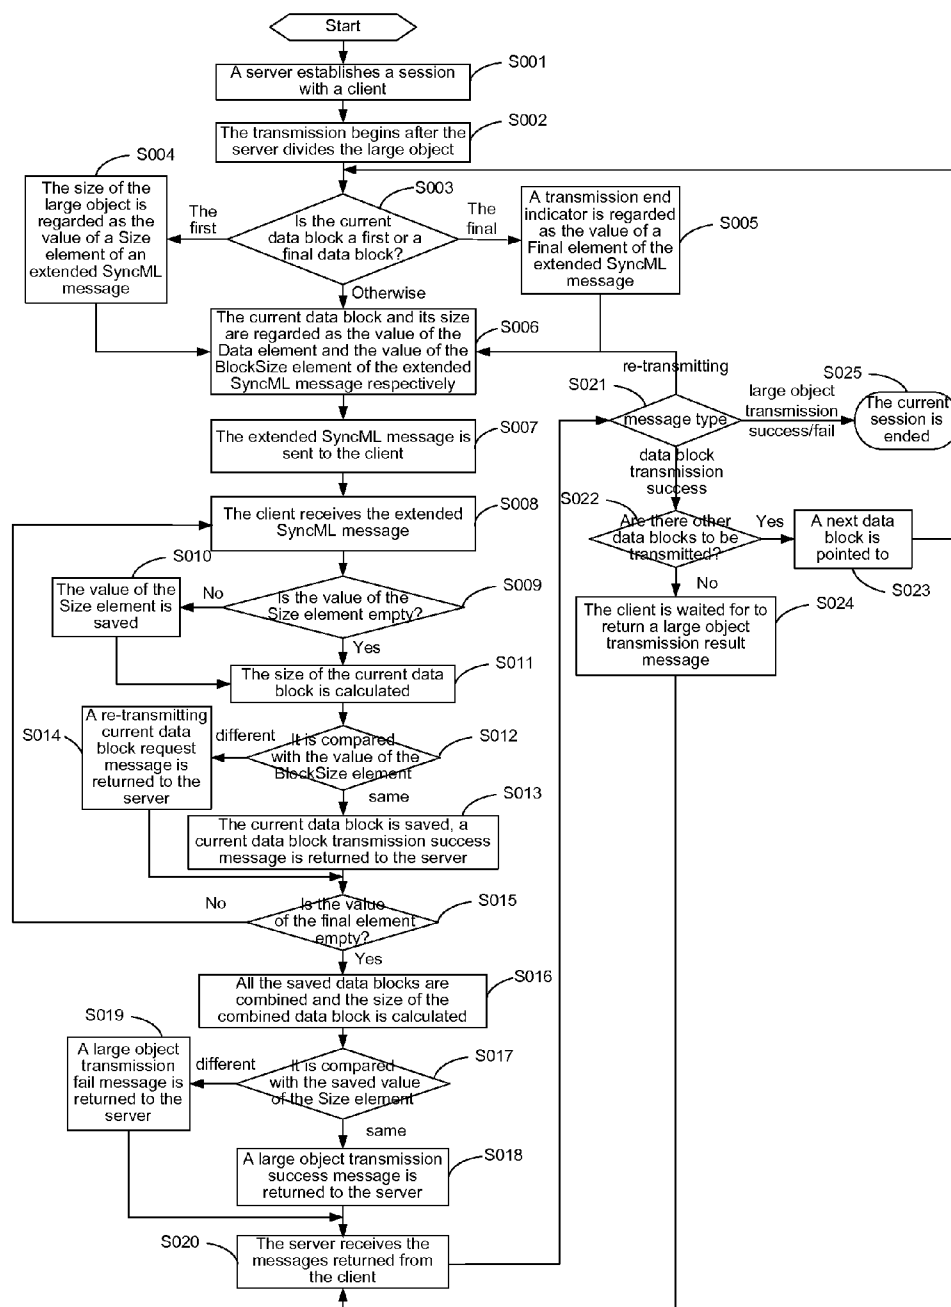 Start
S001
A server establishes a session
with a client
S002
The transmission begins after the
server divides the large object
S004
The size of the
large object is
regarded as the
value of a Size
element of an
extended SyncML
message
The
first
S003
Is the current
data block a first or a
final data block?
The
final
A transmission end
indicator is regarded
as the value of a
Final element of the
extended SyncML
message
S005
Otherwise
The current data block and its size
are regarded as the value of the
Data element and the value of the
BlockSize element of the extended
SyncML message respectively
S006
re-transmitting
S021
message type
large object
transmission
success/fail
S025
The current
session is
ended
The extended SyncML message is
sent to the client
S007
data block
transmission
success
S022
Are there other
data blocks to be
transmitted?
Yes
A next data
block is
pointed to
S023
No
The client is waited for to
return a large object
transmission result
message
S024
The client receives the extended
SyncML message
S008
S010
The value of the
Size element is
saved
No
Is the value of the
Size element empty?
S009
Yes
The size of the current data
block is calculated
S011
S014
A re-transmitting
current data
block request
message is
returned to the
server
different
It is compared
with the value of the
BlockSize element
S012
same
S013
The current data block is saved, a
current data block transmission success
message is returned to the server
No
Is the value
of the final element
empty?
S015
Yes
All the saved data blocks are
combined and the size of the
combined data block is calculated
S016
S019
A large object
transmission
fail message is
returned to the
server
different
It is compared
with the saved value
of the Size element
S017
same
A large object transmission
success message is
returned to the server
S018
S020
The server receives the
messages returned from
the client